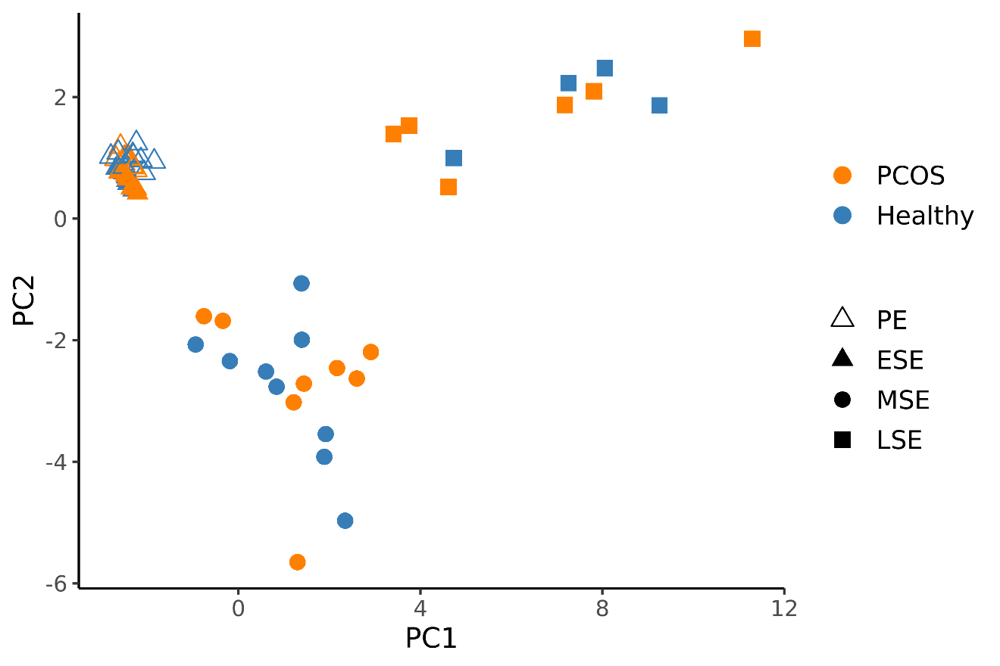 2
0
-2
-4
-6
PC2
0 4 8 12
PC1
PCOS
Healthy
PE
ESE
MSE
LSE